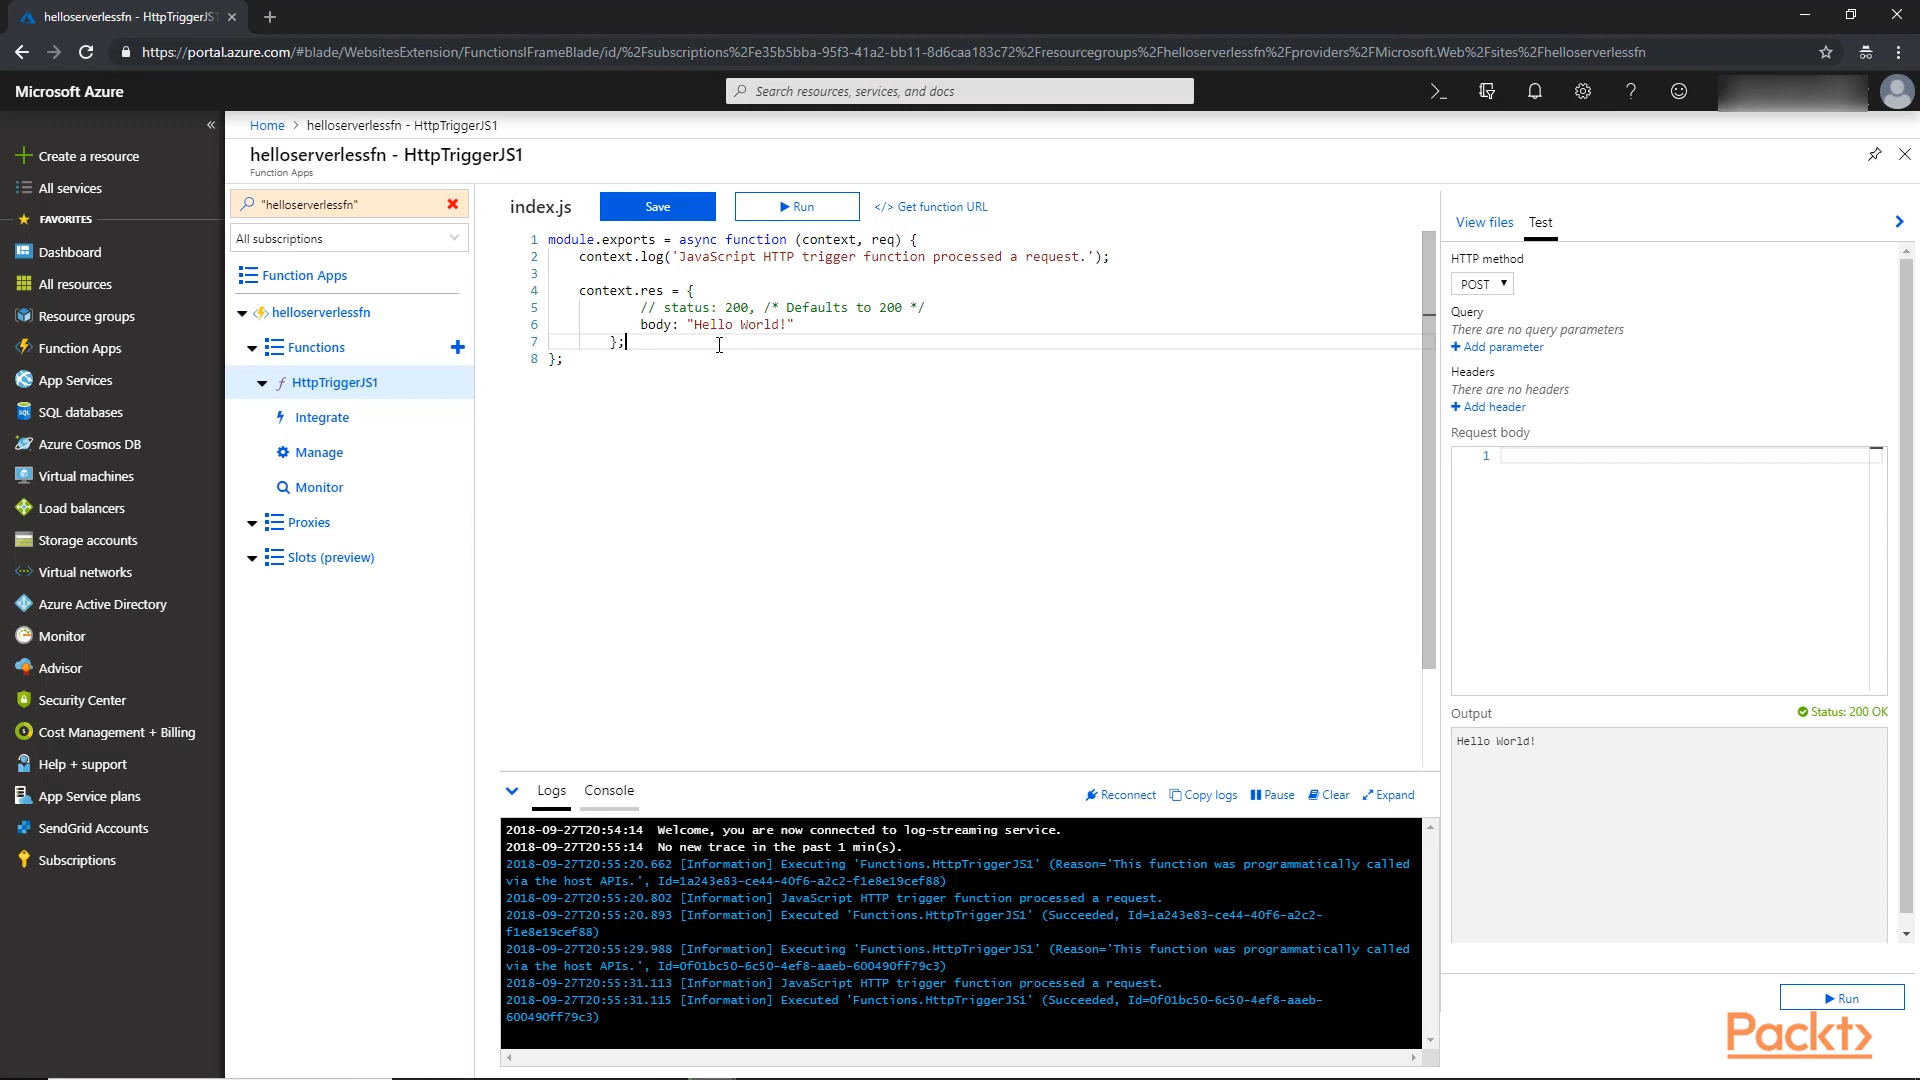 helloserverlessfn - HttpTriggerJS1
https://portal.azure.com/#blade/WebsitesExtension/FunctionsIFrameBlade/id/%2Fsubscriptions%2Fe35b5bba-95f3-41a2-bb11-8d6caa183c72%2Fresourcegroups%2Fhelloserverlessfn%2Fproviders%2FMicrosoft.Web%2Fsites%2Fhelloserverlessfn
Microsoft Azure
Search resources, services, and docs
Create a resource
All services
FAVORITES
Dashboard
All resources
Resource groups
Function Apps
App Services
SQL databases
Azure Cosmos DB
Virtual machines
Load balancers
Storage accounts
Virtual networks
Azure Active Directory
Monitor
Advisor
Security Center
Cost Management + Billing
Help + support
App Service plans
SendGrid Accounts
Subscriptions
Home > helloserverlessfn - HttpTriggerJS1
helloserverlessfn - HttpTriggerJS1
Function Apps
"helloserverlessfn"
All subscriptions
Function Apps
helloserverlessfn
Functions
HttpTriggerJS1
Integrate
Manage
Monitor
Proxies
Slots (preview)
index.js Save Run </> Get function URL
1 module.exports = async function (context, req) {
2 context.log('JavaScript HTTP trigger function processed a request.');
3
4 context.res = {
5 // status: 200, /* Defaults to 200 */
6 body: "Hello World!"
7 };
8 };
Logs Console Reconnect Copy logs Pause Clear Expand
2018-09-27T20:54:14 Welcome, you are now connected to log-streaming service.
2018-09-27T20:55:14 No new trace in the past 1 min(s).
2018-09-27T20:55:20.662 [Information] Executing 'Functions.HttpTriggerJS1' (Reason='This function was programmatically called
via the host APIs.', Id=1a243e83-ce44-40f6-a2c2-f1e8e19cef88)
2018-09-27T20:55:20.802 [Information] JavaScript HTTP trigger function processed a request.
2018-09-27T20:55:20.893 [Information] Executed 'Functions.HttpTriggerJS1' (Succeeded, Id=1a243e83-ce44-40f6-a2c2-
f1e8e19cef88)
2018-09-27T20:55:29.988 [Information] Executing 'Functions.HttpTriggerJS1' (Reason='This function was programmatically called
via the host APIs.', Id=0f01bc50-6c50-4ef8-aaeb-600490ff79c3)
2018-09-27T20:55:31.113 [Information] JavaScript HTTP trigger function processed a request.
2018-09-27T20:55:31.115 [Information] Executed 'Functions.HttpTriggerJS1' (Succeeded, Id=0f01bc50-6c50-4ef8-aaeb-
600490ff79c3)
View files Test
HTTP method
POST
Query
There are no query parameters
Add parameter
Headers
There are no headers
Add header
Request body
1
Output Status: 200 OK
Hello World!
Run
Packt>